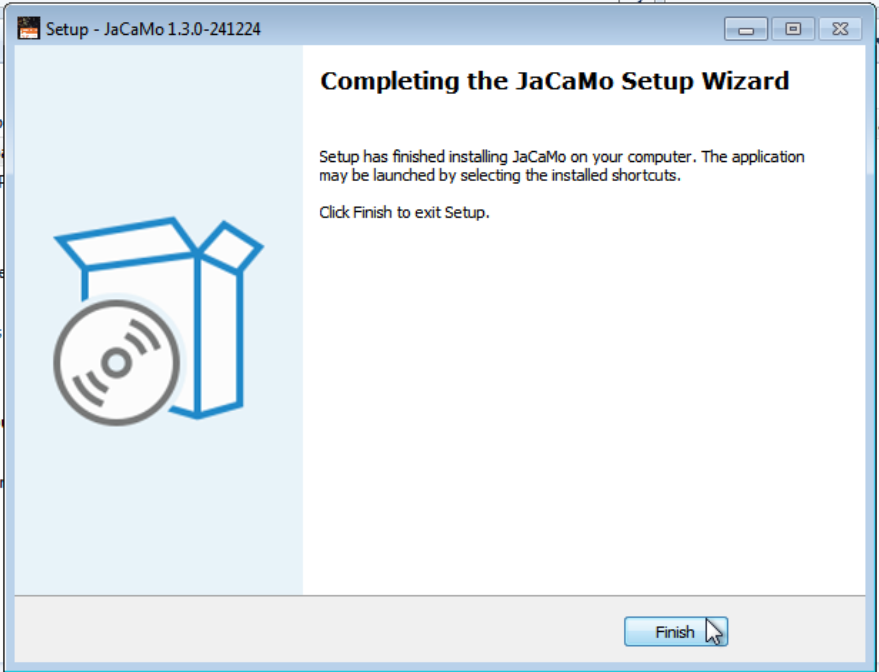 Setup - JaCaMo 1.3.0-241224
Completing the JaCaMo Setup Wizard
Setup has finished installing JaCaMo on your computer. The application
may be launched by selecting the installed shortcuts.
Click Finish to exit Setup.
Finish